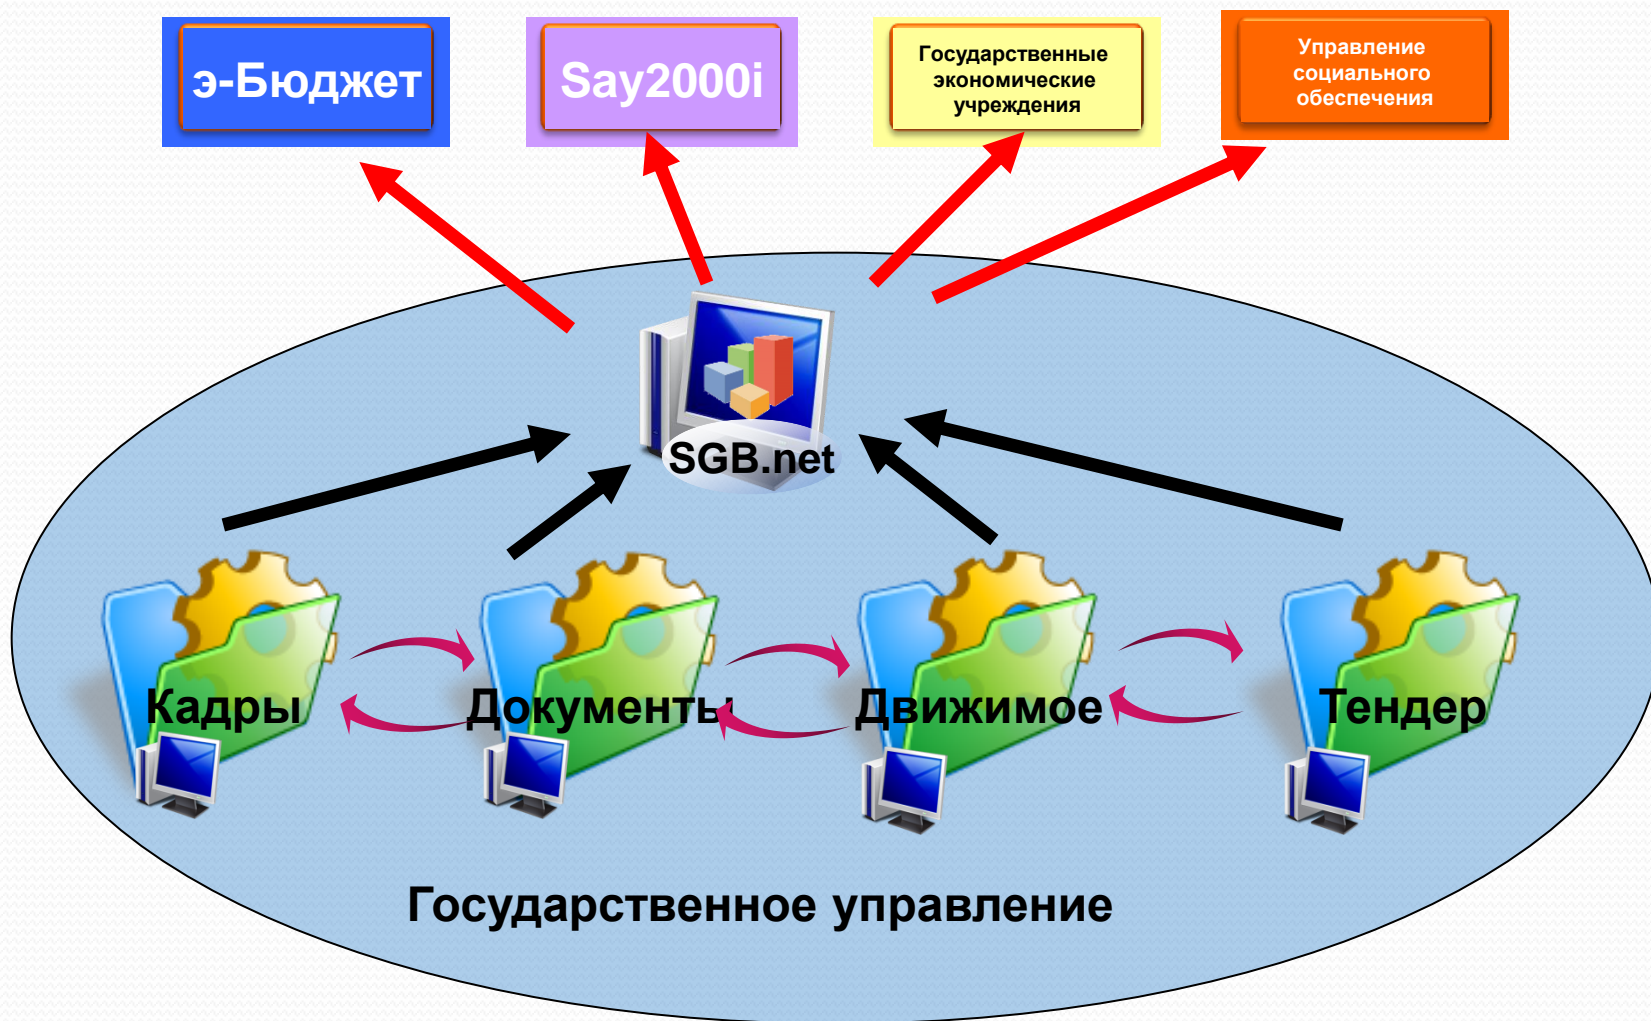 э-Бюджет
Say2000i
Государственные
экономические
учреждения
Управление
социального
обеспечения
SGB.net
Кадры
Документы
Движимое
Тендер
Государственное управление